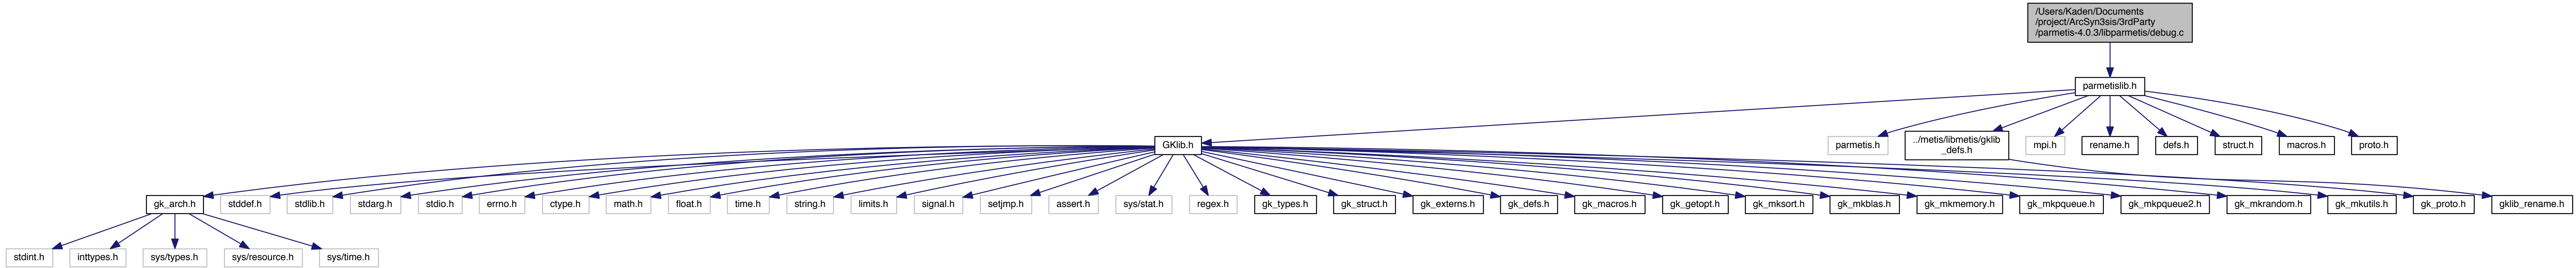 /Users/Kaden/Documents
/project/ArcSyn3sis/3rdParty
/parmetis-4.0.3/libparmetis/debug.c
parmetislib.h
GKlib.h
parmetis.h
../metis/libmetis/gklib
_defs.h
mpi.h
rename.h
defs.h
struct.h
macros.h
proto.h
gk_arch.h
stddef.h
stdlib.h
stdarg.h
stdio.h
errno.h
ctype.h
math.h
float.h
time.h
string.h
limits.h
signal.h
setjmp.h
assert.h
sys/stat.h
regex.h
gk_types.h
gk_struct.h
gk_externs.h
gk_defs.h
gk_macros.h
gk_getopt.h
gk_mksort.h
gk_mkblas.h
gk_mkmemory.h
gk_mkpqueue.h
gk_mkpqueue2.h
gk_mkrandom.h
gk_mkutils.h
gk_proto.h
gklib_rename.h
stdint.h
inttypes.h
sys/types.h
sys/resource.h
sys/time.h